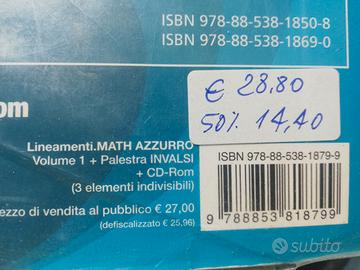 ISBN 978-88-538-1850-8
ISBN 978-88-538-1869-0
om
€ 28,80
50% 14,40
Lineamenti.MATH AZZURRO
Volume 1 + Palestra INVALSI
+ CD-Rom
(3 elementi indivisibili)
ezzo di vendita al pubblico € 27,00
(defiscalizzato € 25,96)
ISBN 978-88-538-1879-9
9 788853 818799
subito